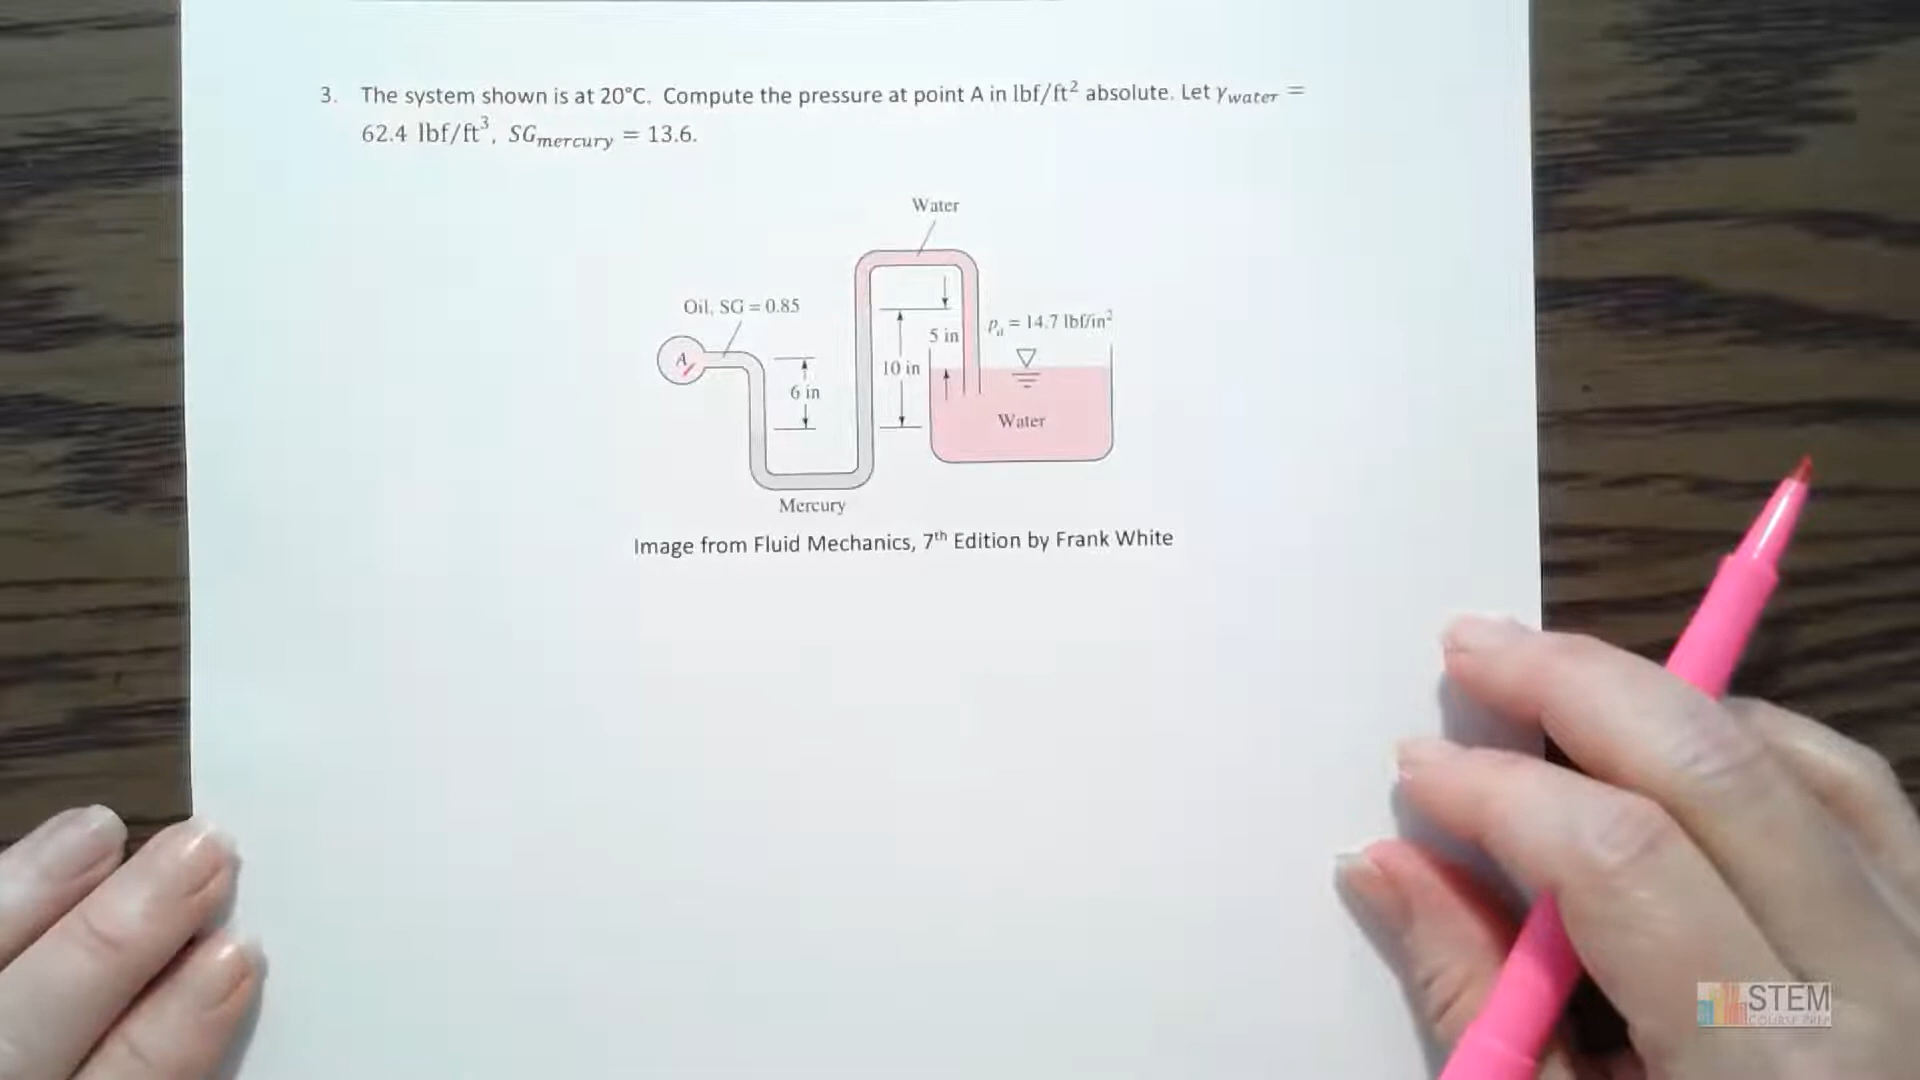 3. The system shown is at 20°C. Compute the pressure at point A in lbf/ft² absolute. Let γwater =
62.4 lbf/ft³, SGmercury = 13.6.
Water
Oil, SG = 0.85
pa = 14.7 lbf/in²
A
5 in
10 in
6 in
Water
Mercury
Image from Fluid Mechanics, 7th Edition by Frank White
STEM
COURSE PREP